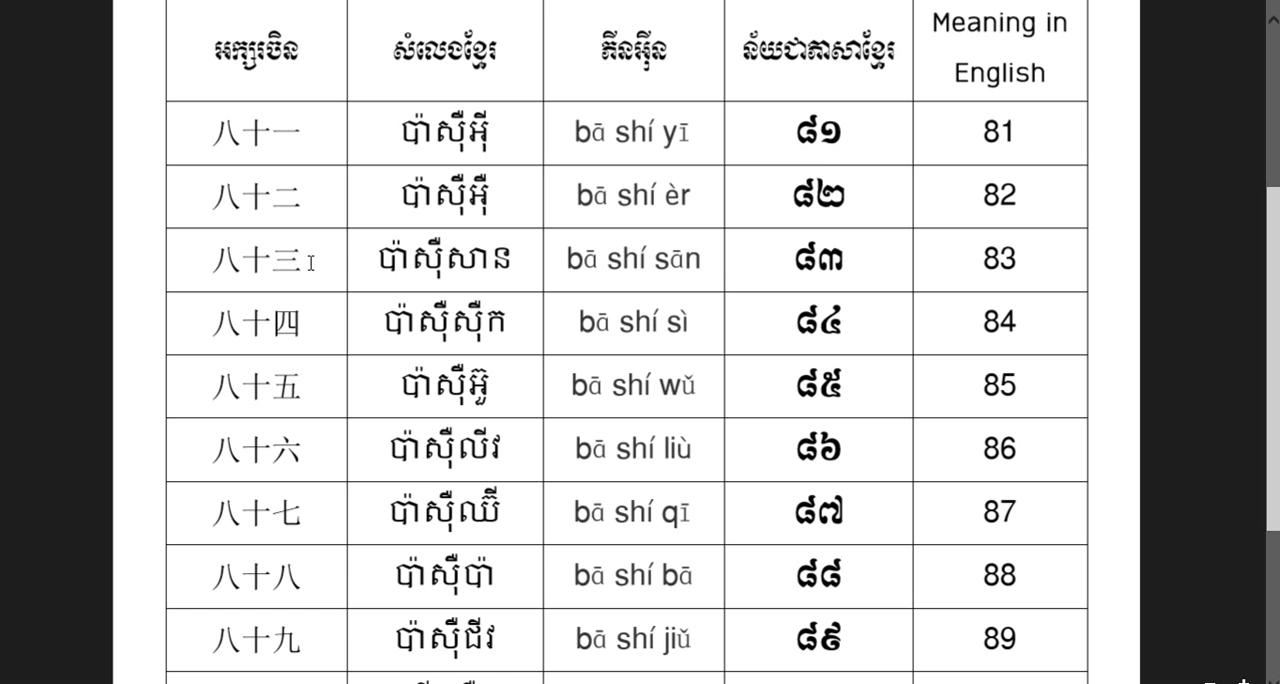 អក្សរចិន សំលេងខ្មែរ ភីនអ៊ីន ន័យជាភាសាខ្មែរ Meaning in English
八十一 ប៉ាស៊ឺអ៊ី bā shí yī ៨១ 81
八十二 ប៉ាស៊ឺអ៊ឺ bā shí èr ៨២ 82
八十三 ប៉ាស៊ឺសាន bā shí sān ៨៣ 83
八十四 ប៉ាស៊ឺស៊ឺក bā shí sì ៨៤ 84
八十五 ប៉ាស៊ឺអ៊ួ bā shí wǔ ៨៥ 85
八十六 ប៉ាស៊ឺលីវ bā shí liù ៨៦ 86
八十七 ប៉ាស៊ឺឈ៊ី bā shí qī ៨៧ 87
八十八 ប៉ាស៊ឺប៉ា bā shí bā ៨៨ 88
八十九 ប៉ាស៊ឺជីវ bā shí jiǔ ៨៩ 89